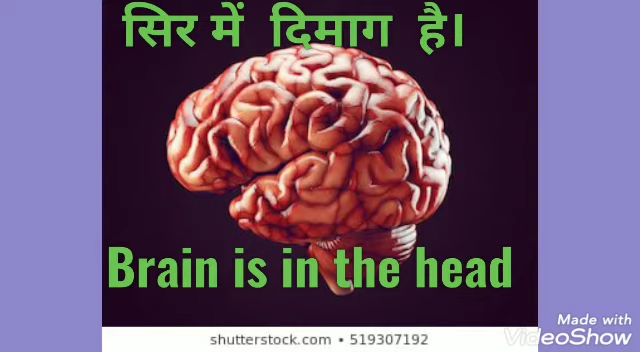 सिर में दिमाग है।
Brain is in the head
shutterstock.com • 519307192
Made with
VideoShow